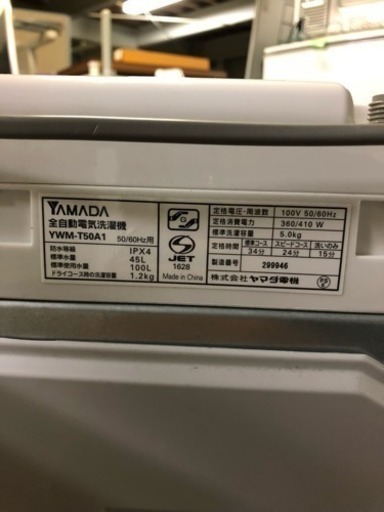 YAMADA
全自動電気洗濯機
YWM-T50A1 50/60Hz用
防水等級 IPX4
標準水量 45L
標準使用水量 100L
ドライコース時の洗濯容量 1.2kg
JET
1628
Made in China
定格電圧・周波数 100V 50/60Hz
定格消費電力 360/410 W
標準洗濯容量 5.0kg
目安時間 標準コース スピードコース 洗いのみ
34分 24分 15分
製造番号 299946
株式会社ヤマダ電機